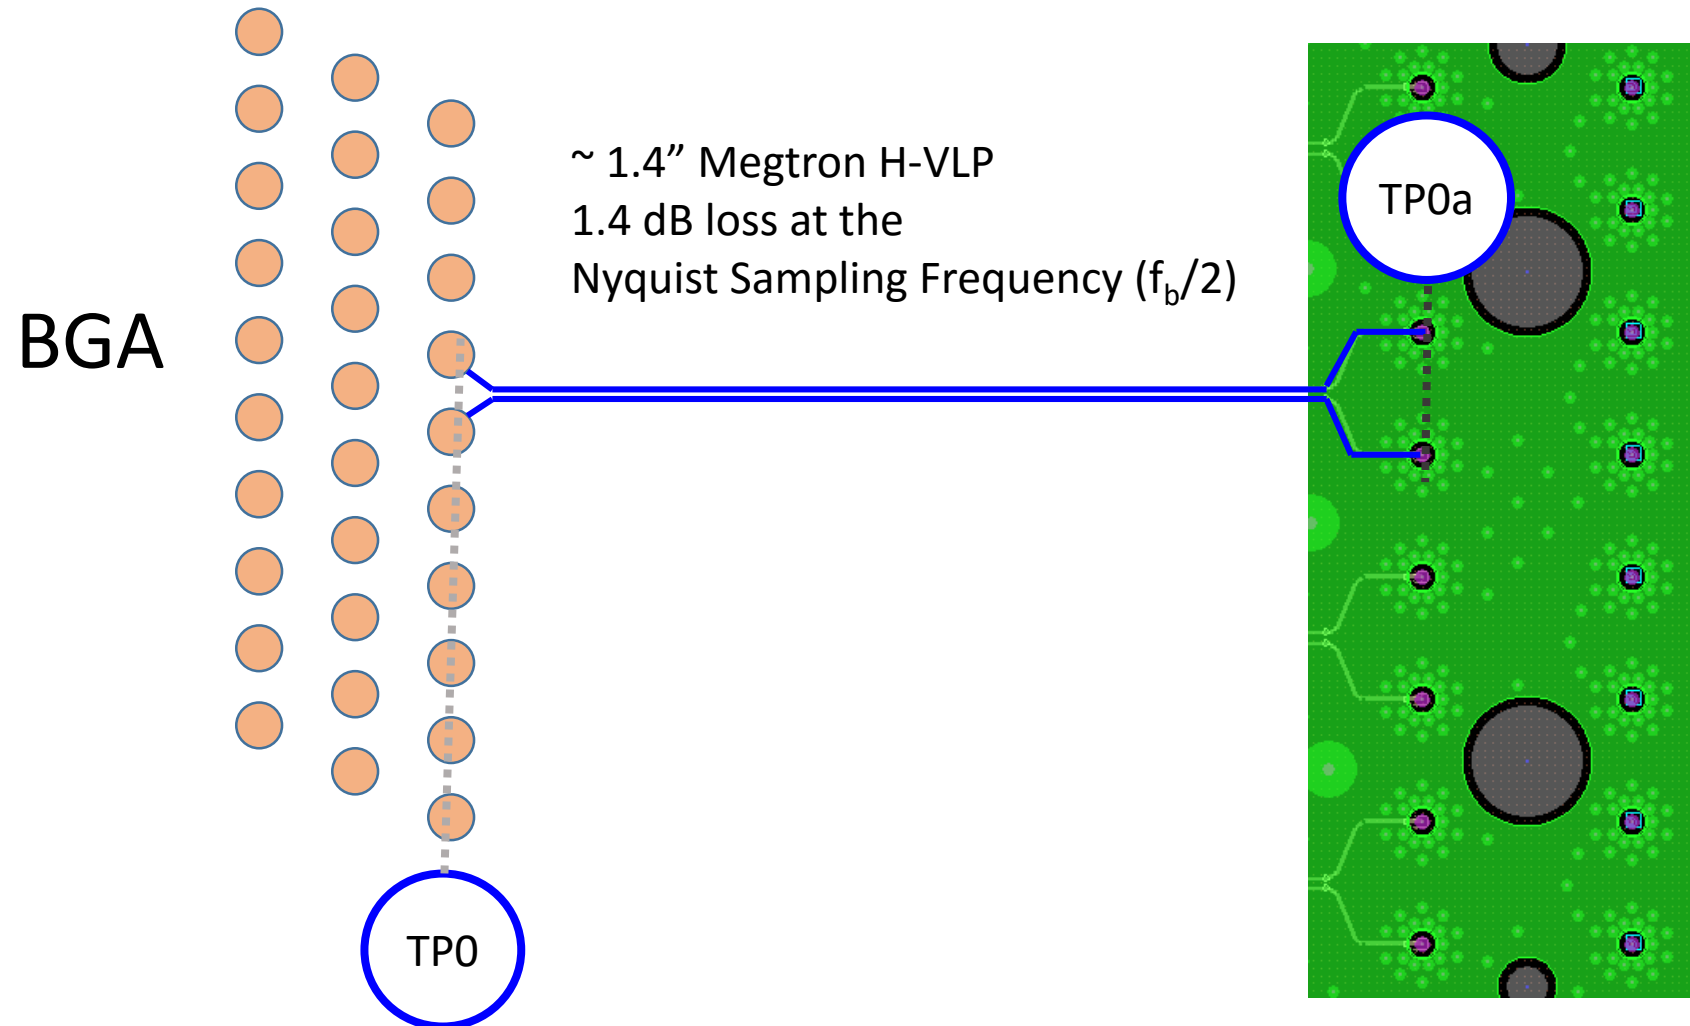 ~ 1.4” Megtron H-VLP
1.4 dB loss at the
Nyquist Sampling Frequency (fb/2)
BGA
TP0a
TP0